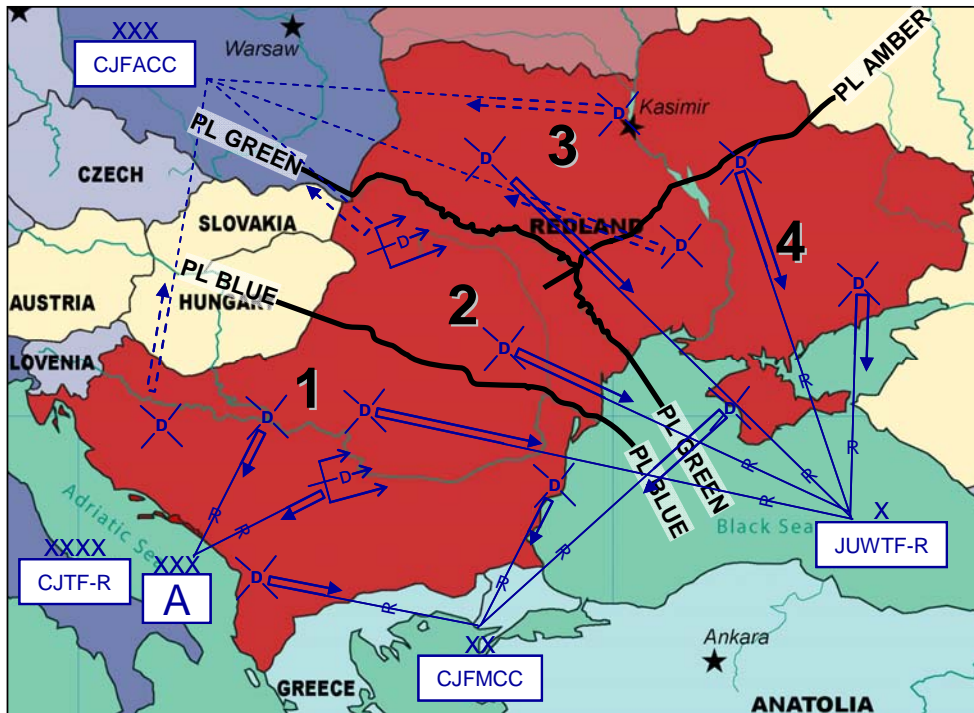 XXX
CJFACC
Warsaw
PL AMBER
Kasimir
D
3
D
D
PL GREEN
CZECH
SLOVAKIA
REDLAND
D
D
4
PL BLUE
HUNGARY
AUSTRIA
2
D
LOVENIA
D
1
R
D
D
D
D
R
PL GREEN
PL BLUE
D
D
R
R
R
R
Adriatic Sea
R
R
R
Black Sea
X
JUWTF-R
R
XXXX
CJTF-R
XXX
A
D
R
R
XX
CJFMCC
Ankara
GREECE
ANATOLIA